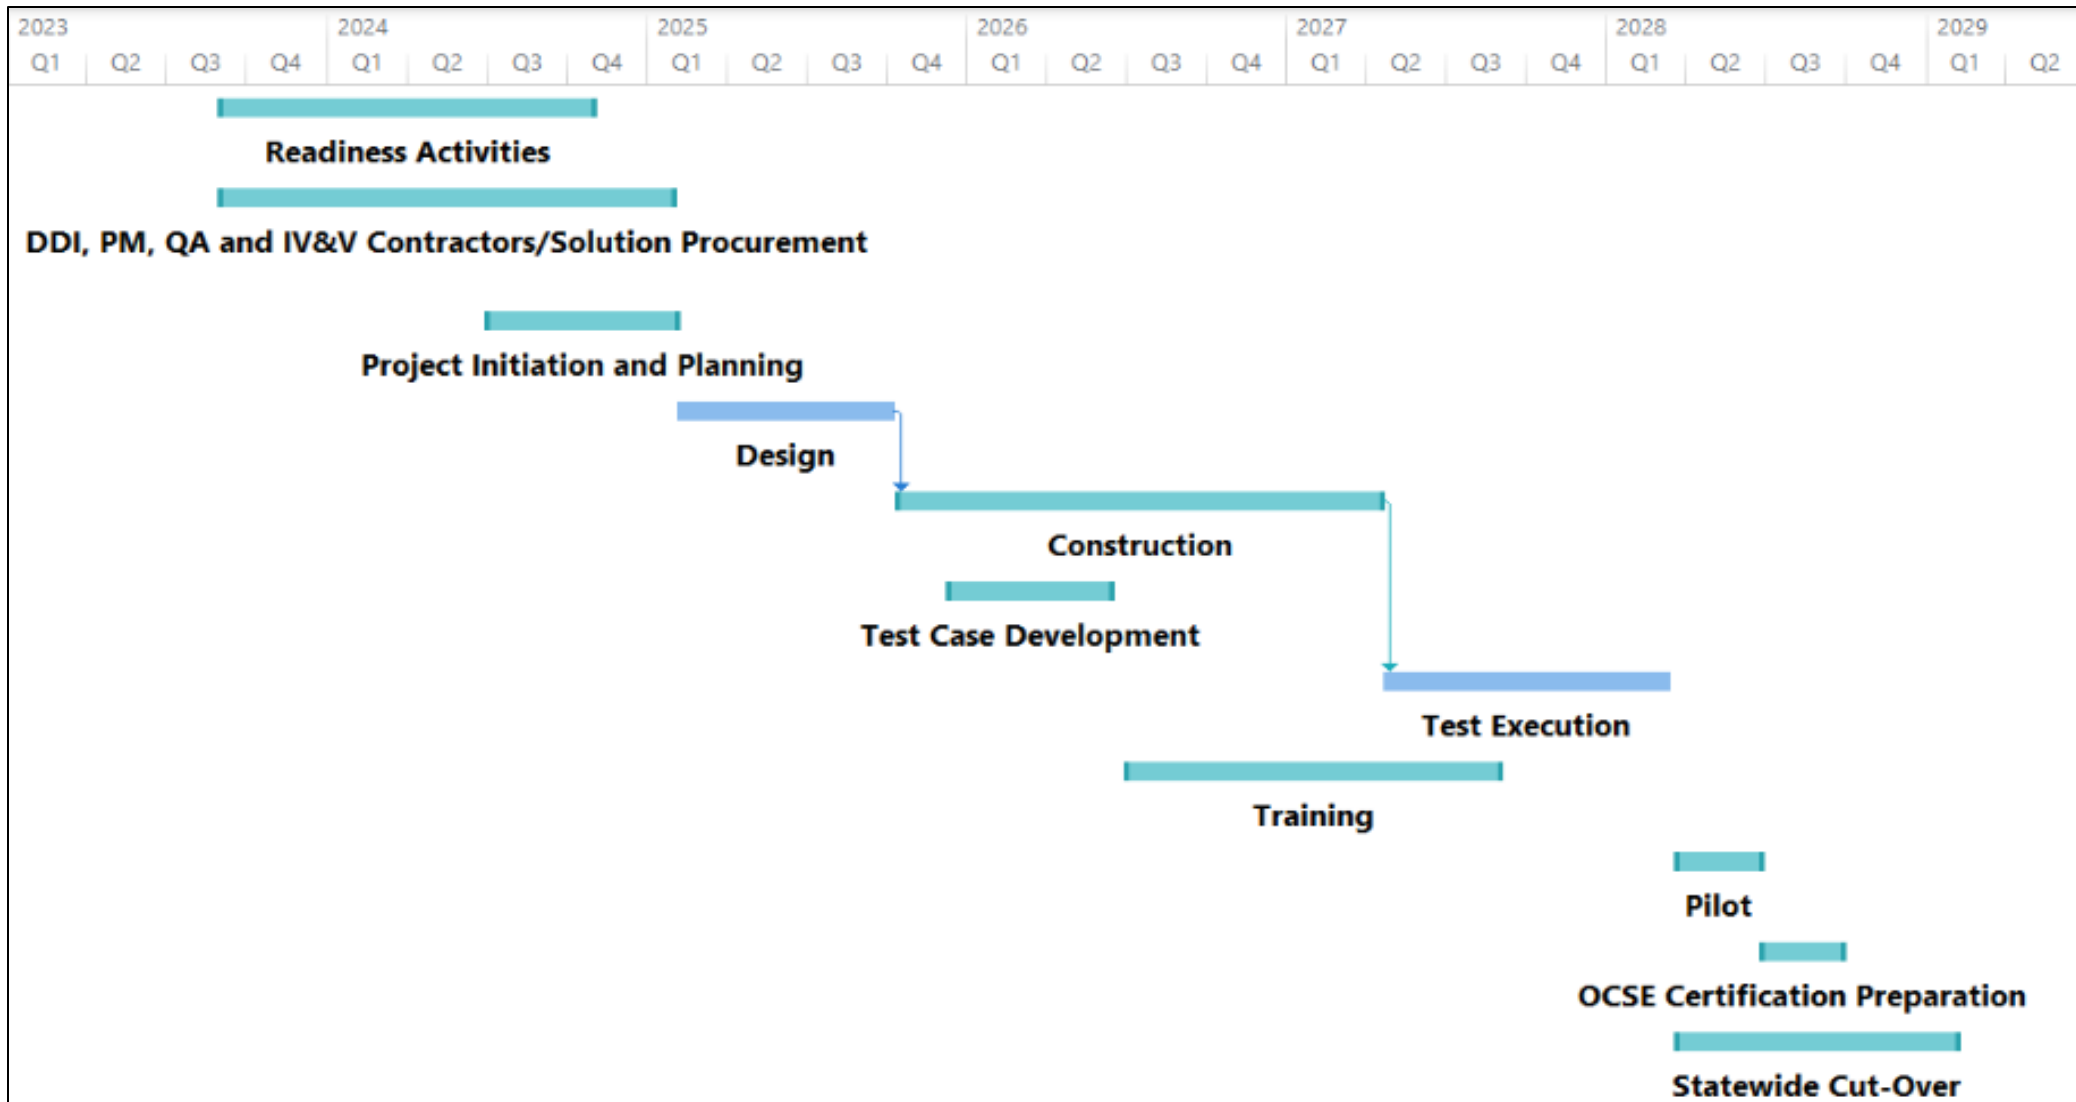 2023 2024 2025 2026 2027 2028 2029
Q1 Q2 Q3 Q4 Q1 Q2 Q3 Q4 Q1 Q2 Q3 Q4 Q1 Q2 Q3 Q4 Q1 Q2 Q3 Q4 Q1 Q2 Q3 Q4 Q1 Q2
Readiness Activities
DDI, PM, QA and IV&V Contractors/Solution Procurement
Project Initiation and Planning
Design
Construction
Test Case Development
Test Execution
Training
Pilot
OCSE Certification Preparation
Statewide Cut-Over